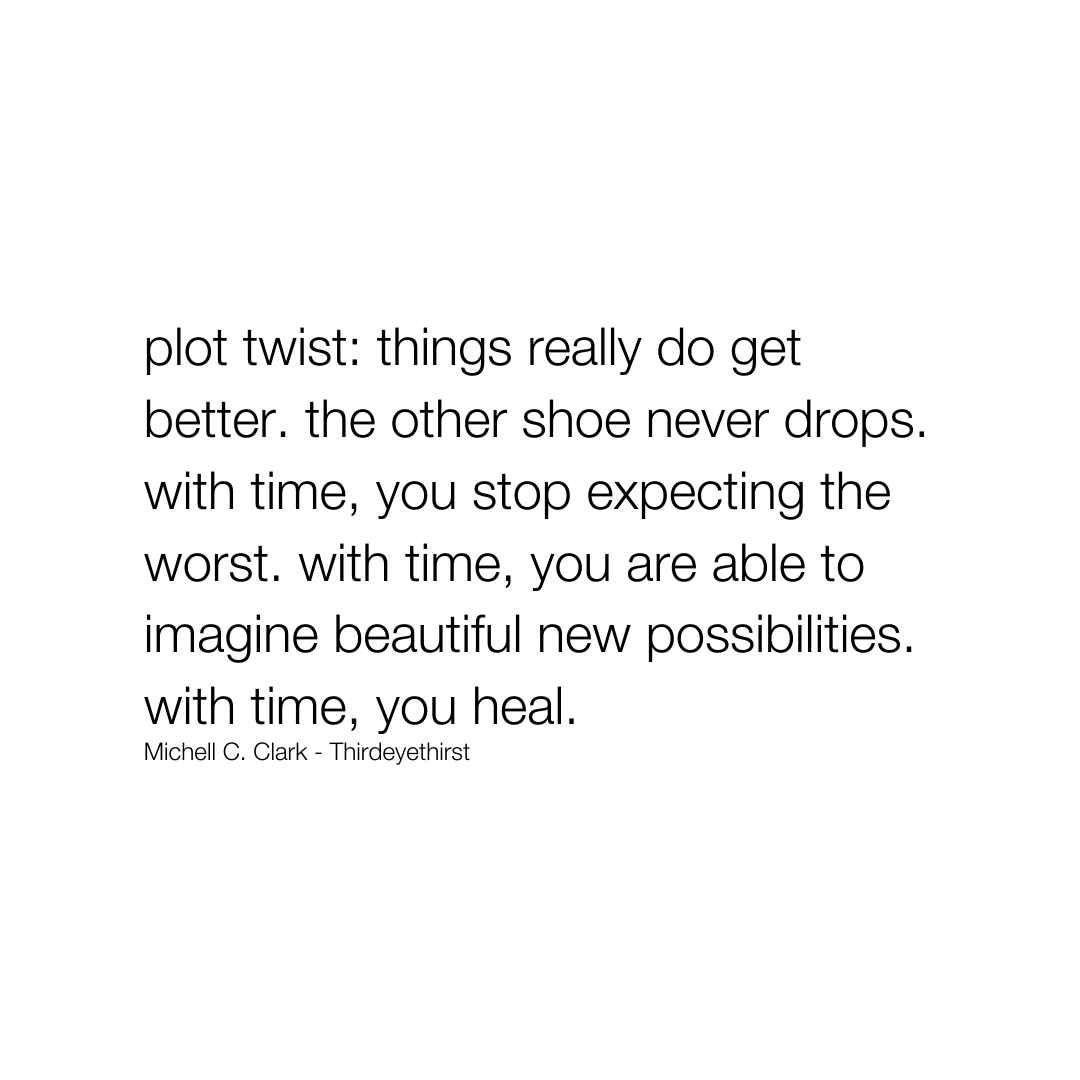 plot twist: things really do get
better. the other shoe never drops.
with time, you stop expecting the
worst. with time, you are able to
imagine beautiful new possibilities.
with time, you heal.
Michell C. Clark - Thirdeyethirst